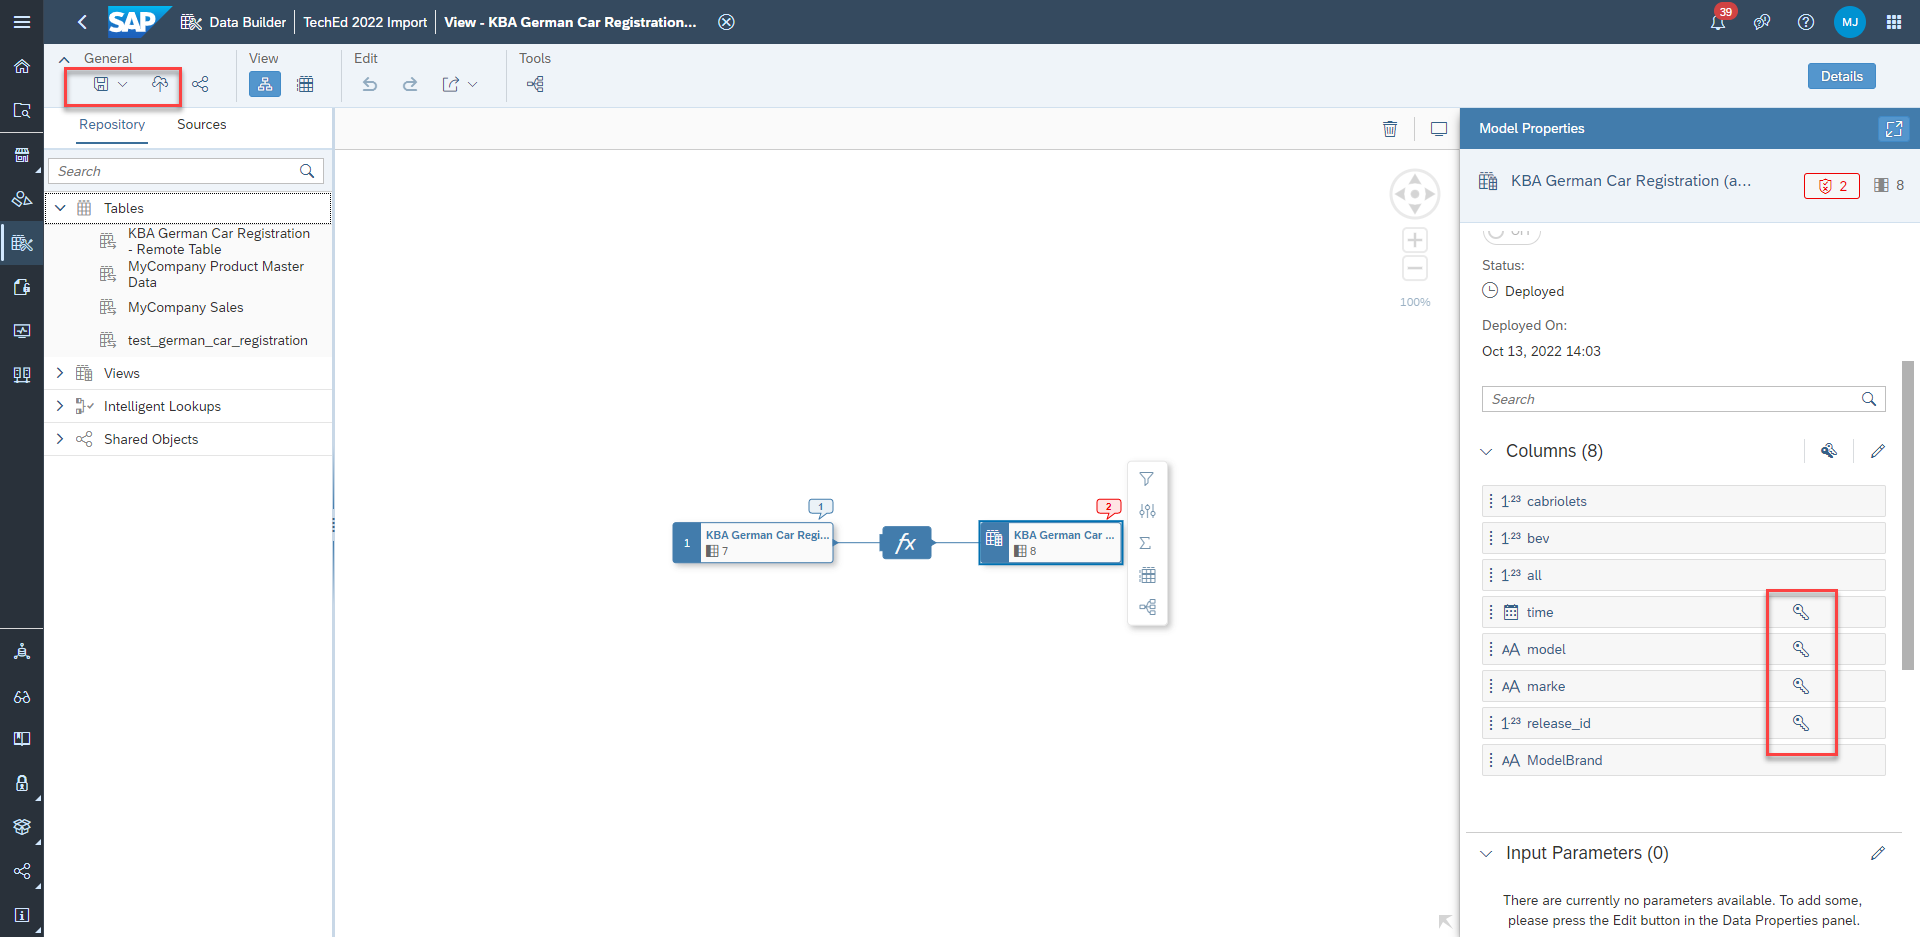 SAP
Data Builder
TechEd 2022 Import
View - KBA German Car Registration...
39
MJ
General
View
Edit
Tools
Details
Repository
Sources
Search
Tables
KBA German Car Registration
- Remote Table
MyCompany Product Master
Data
MyCompany Sales
test_german_car_registration
Views
Intelligent Lookups
Shared Objects
100%
1
1
KBA German Car Regi...
7
fx
2
KBA German Car ...
8
Model Properties
KBA German Car Registration (a...
2
8
Status:
Deployed
Deployed On:
Oct 13, 2022 14:03
Search
Columns (8)
1.23 cabriolets
1.23 bev
1.23 all
time
AA model
AA marke
1.23 release_id
AA ModelBrand
Input Parameters (0)
There are currently no parameters available. To add some,
please press the Edit button in the Data Properties panel.